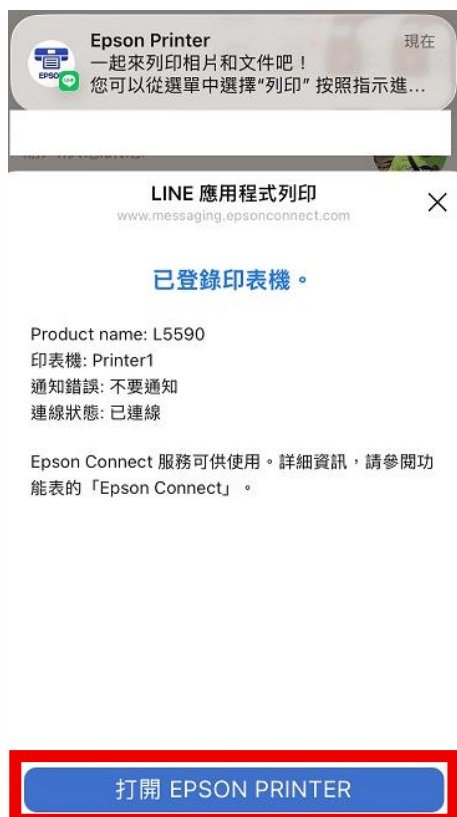 Epson Printer
現在
一起來列印相片和文件吧！
您可以從選單中選擇“列印” 按照指示進...
EPSON
LINE 應用程式列印
www.messaging.epsonconnect.com
已登錄印表機。
Product name: L5590
印表機: Printer1
通知錯誤: 不要通知
連線狀態: 已連線
Epson Connect 服務可供使用。詳細資訊，請參閱功
能表的「Epson Connect」。
打開 EPSON PRINTER